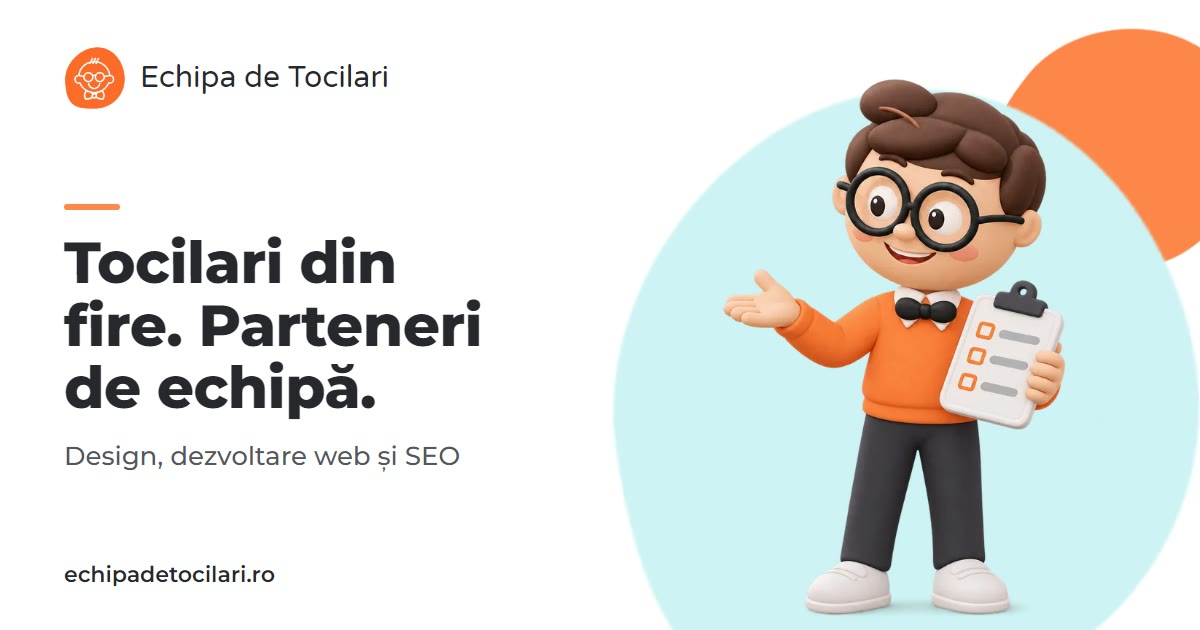 Echipa de Tocilari
Tocilari din
fire. Parteneri
de echipă.
Design, dezvoltare web și SEO
echipadetocilari.ro